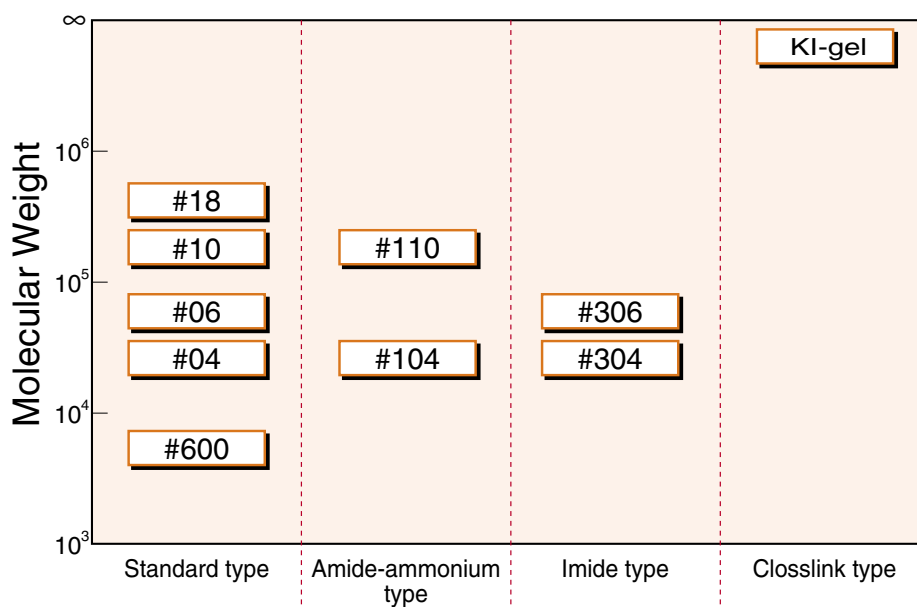 ∞
KI-gel
Molecular Weight
10⁶
#18
#10
#110
10⁵
#06
#306
#04
#104
#304
10⁴
#600
10³
Standard type
Amide-ammonium
type
Imide type
Closslink type